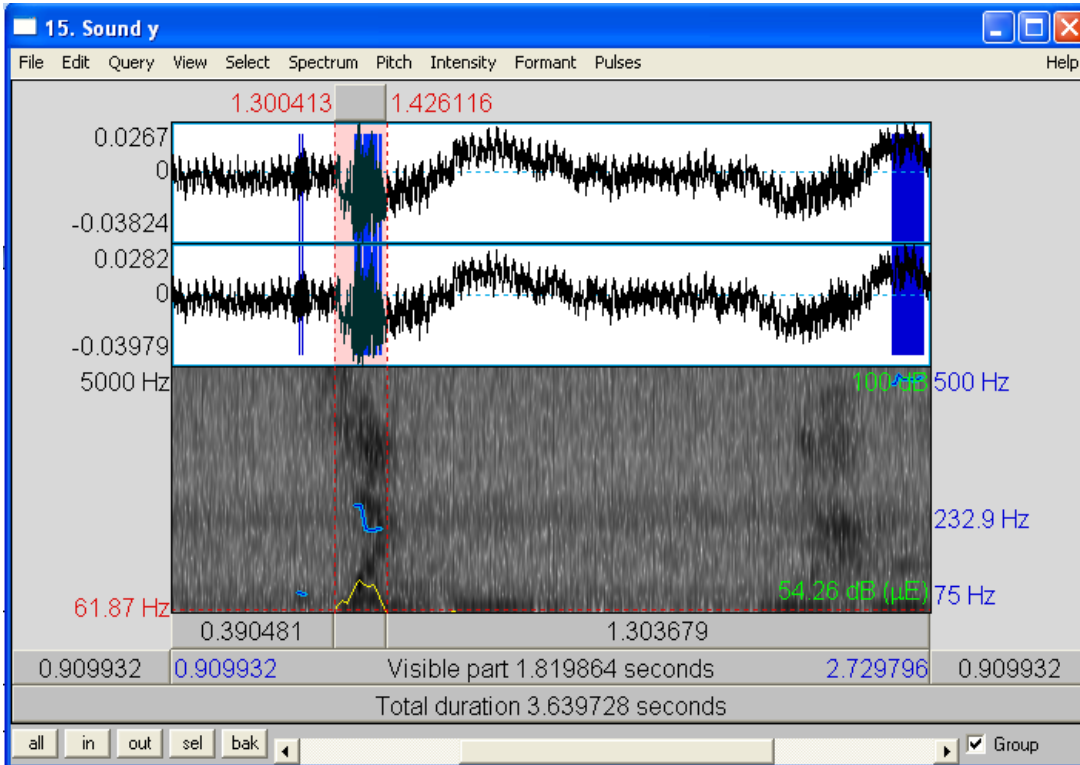 15. Sound y
File Edit Query View Select Spectrum Pitch Intensity Formant Pulses Help
1.300413 1.426116
0.0267
0
-0.03824
0.0282
0
-0.03979
5000 Hz 100 dB 500 Hz
232.9 Hz
61.87 Hz 54.26 dB (µE) 75 Hz
0.390481 1.303679
0.909932 0.909932 Visible part 1.819864 seconds 2.729796 0.909932
Total duration 3.639728 seconds
all in out sel bak Group